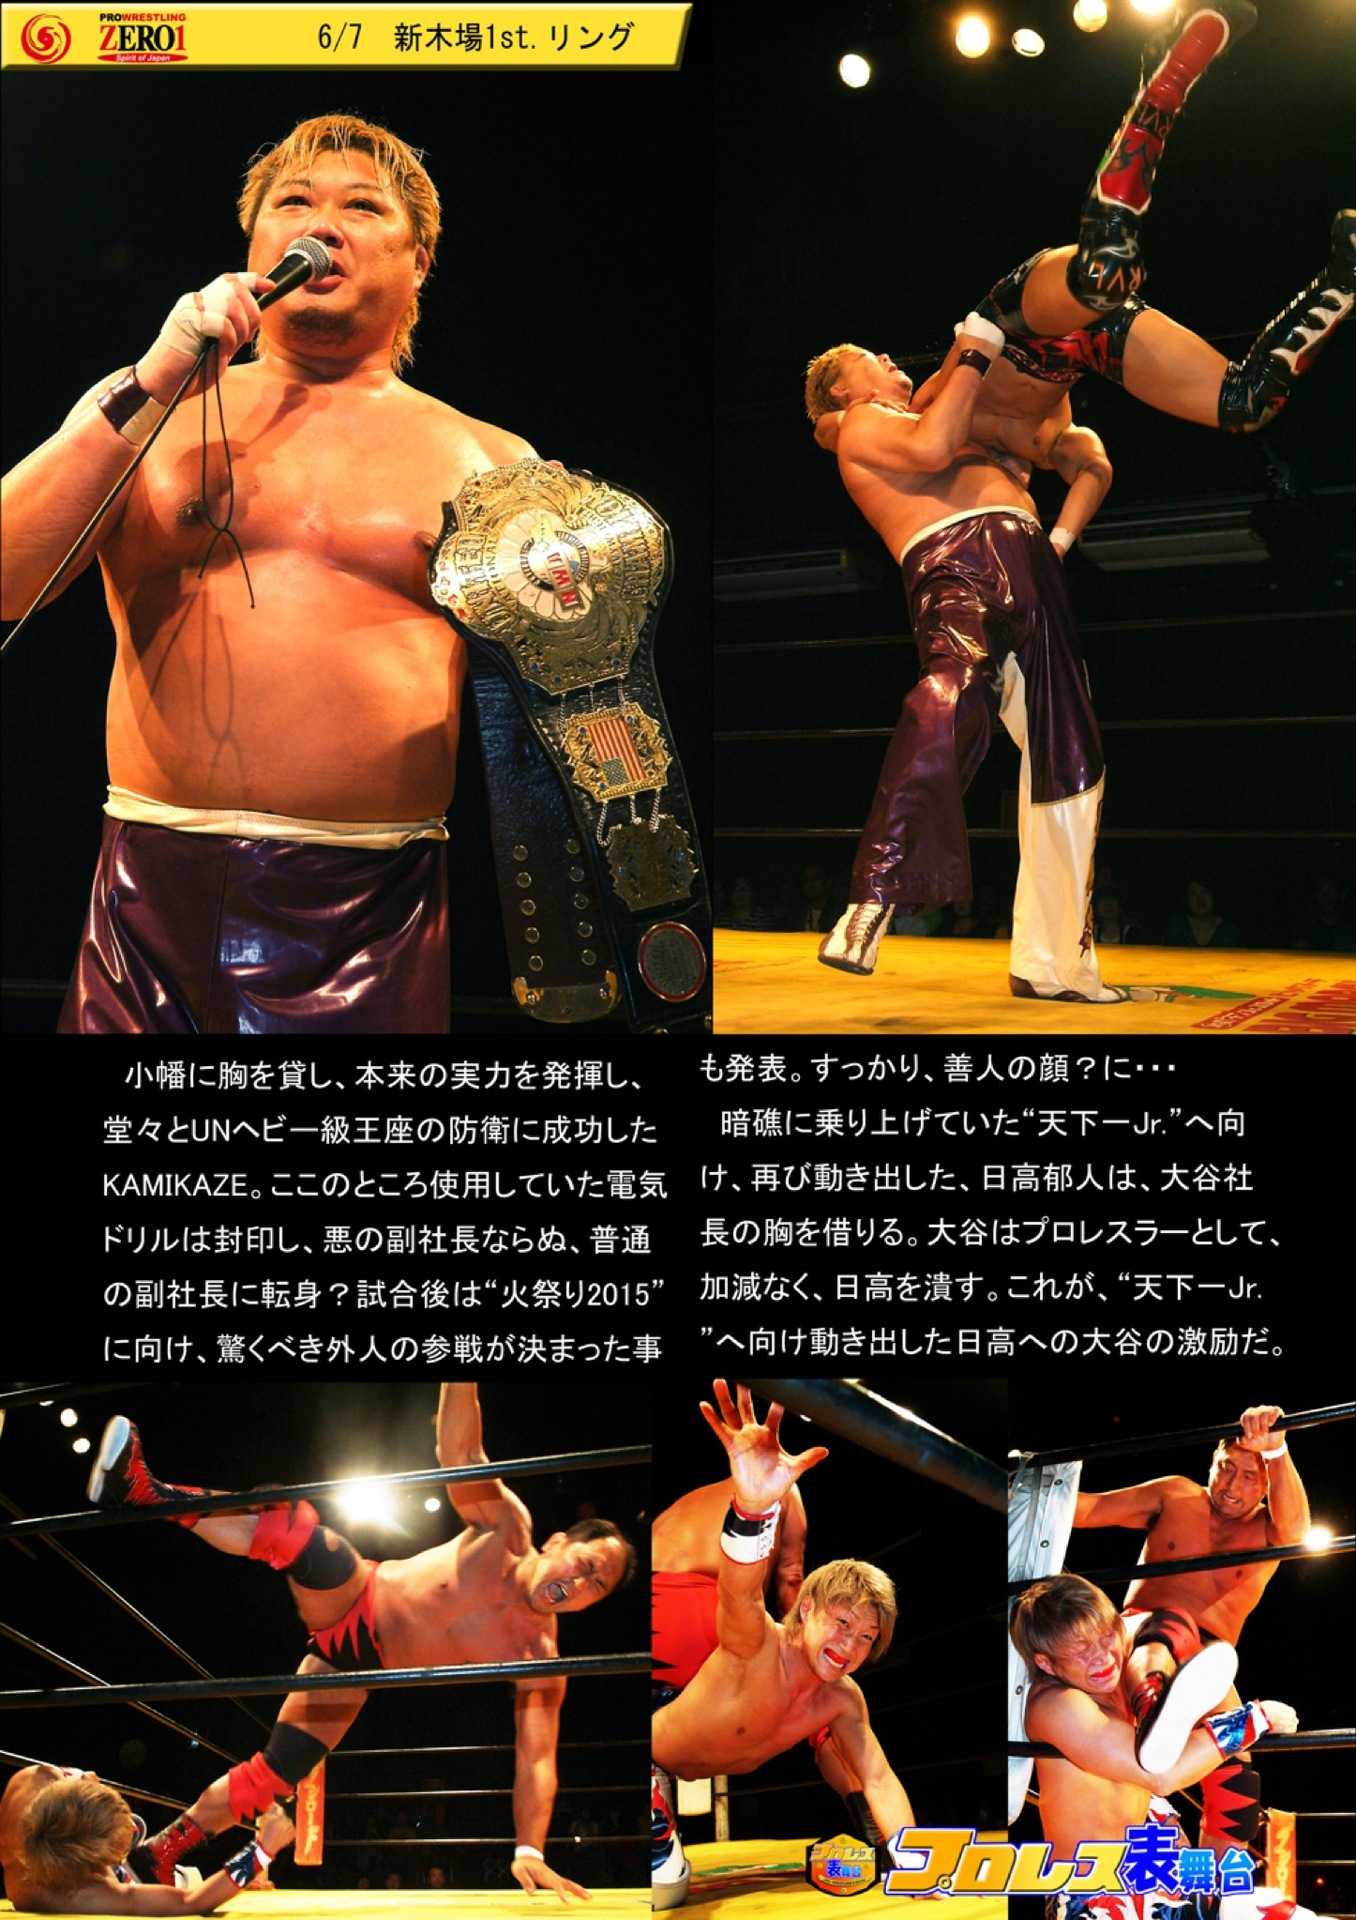 PROWRESTLING
ZERO1
Spirit of Japan
6/7 新木場1st.リング
小幡に胸を貸し、本来の実力を発揮し、
堂々とUNヘビー級王座の防衛に成功した
KAMIKAZE。ここのところ使用していた電気
ドリルは封印し、悪の副社長ならぬ、普通
の副社長に転身？試合後は“火祭り2015”
に向け、驚くべき外人の参戦が決まった事
も発表。すっかり、善人の顔？に・・・
暗礁に乗り上げていた“天下一Jr.”へ向
け、再び動き出した、日高郁人は、大谷社
長の胸を借りる。大谷はプロレスラーとして、
加減なく、日高を潰す。これが、“天下一Jr.
”へ向け動き出した日高への大谷の激励だ。
プロレス
表舞台
プロレス表舞台